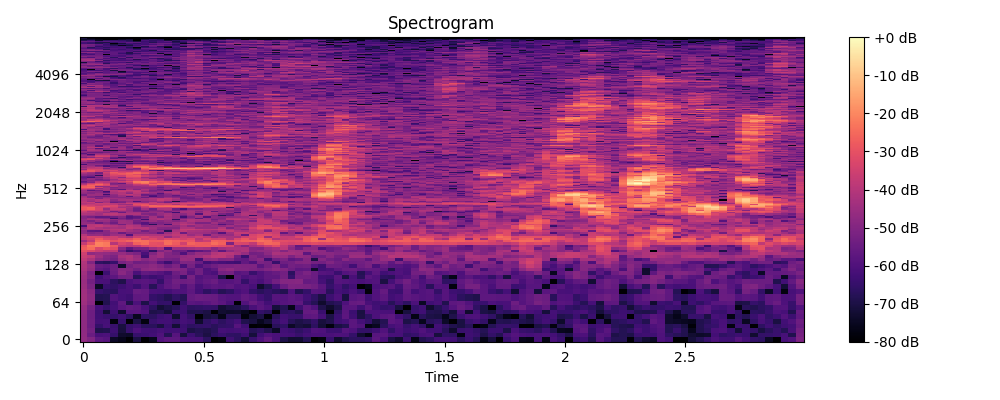 Spectrogram
Hz
4096
2048
1024
512
256
128
64
0
0
0.5
1
1.5
2
2.5
Time
+0 dB
-10 dB
-20 dB
-30 dB
-40 dB
-50 dB
-60 dB
-70 dB
-80 dB